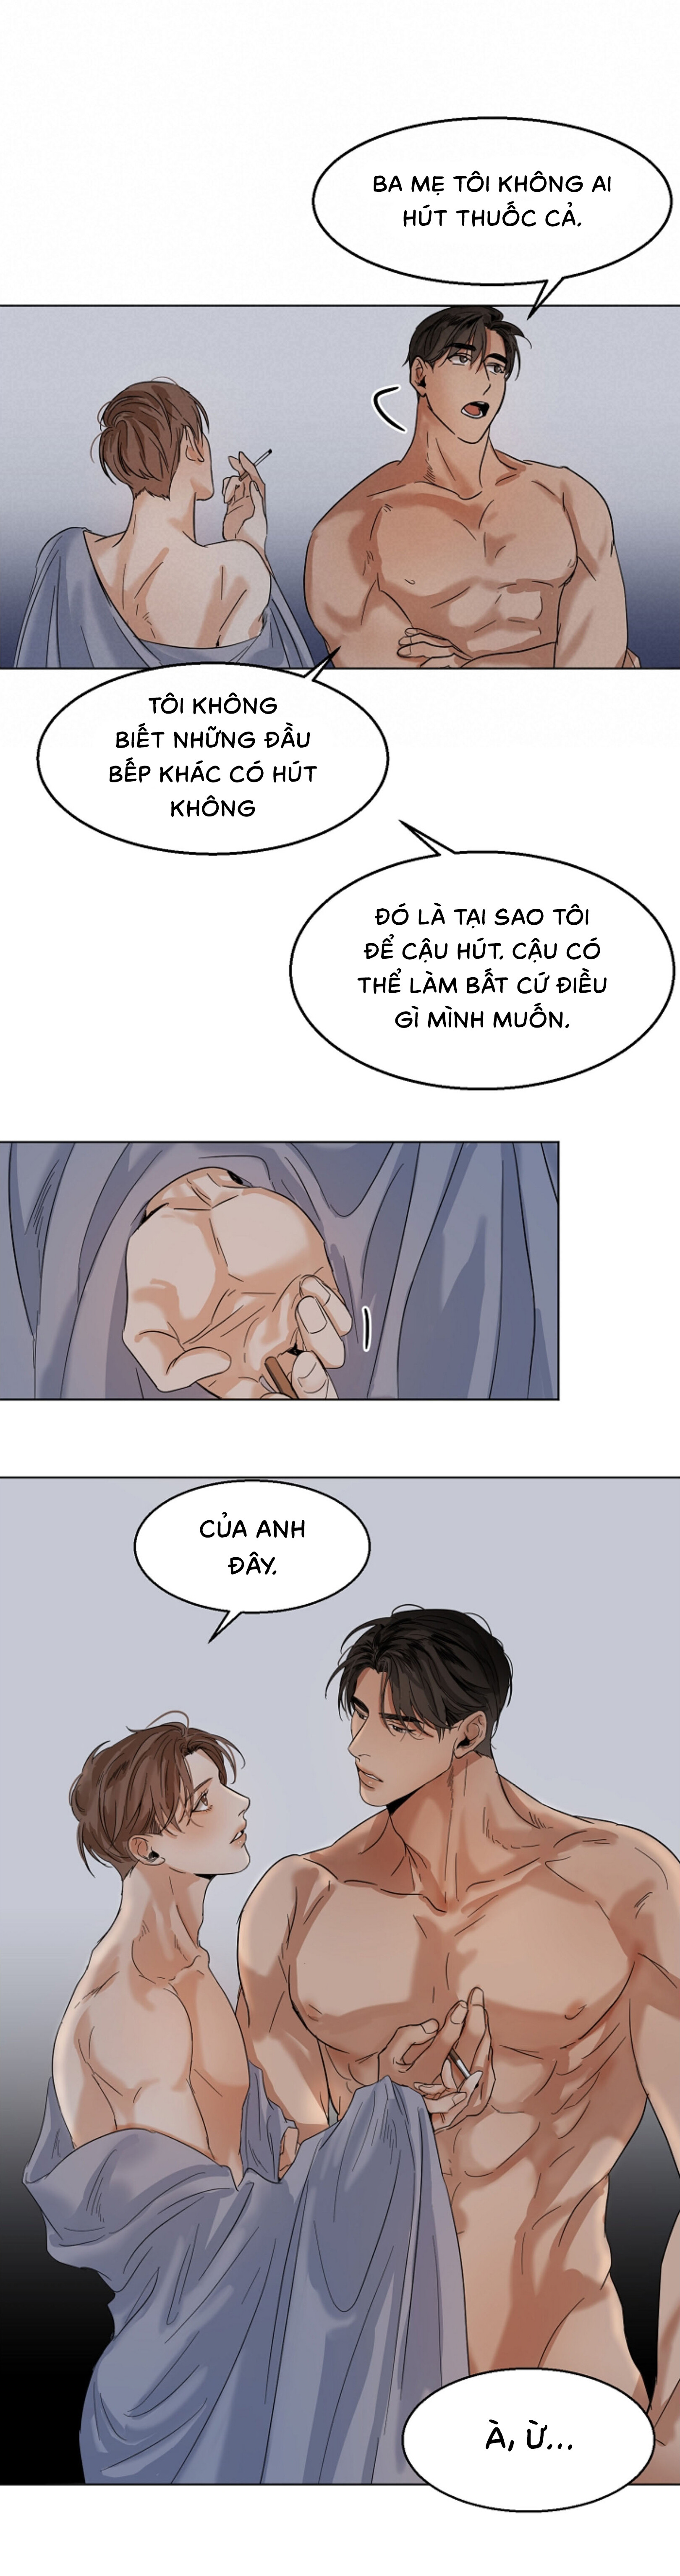 BA MẸ TÔI KHÔNG AI
HÚT THUỐC CẢ.
TÔI KHÔNG
BIẾT NHỮNG ĐẦU
BẾP KHÁC CÓ HÚT
KHÔNG
ĐÓ LÀ TẠI SAO TÔI
ĐỂ CẬU HÚT. CẬU CÓ
THỂ LÀM BẤT CỨ ĐIỀU
GÌ MÌNH MUỐN.
CỦA ANH
ĐÂY.
À, Ừ...